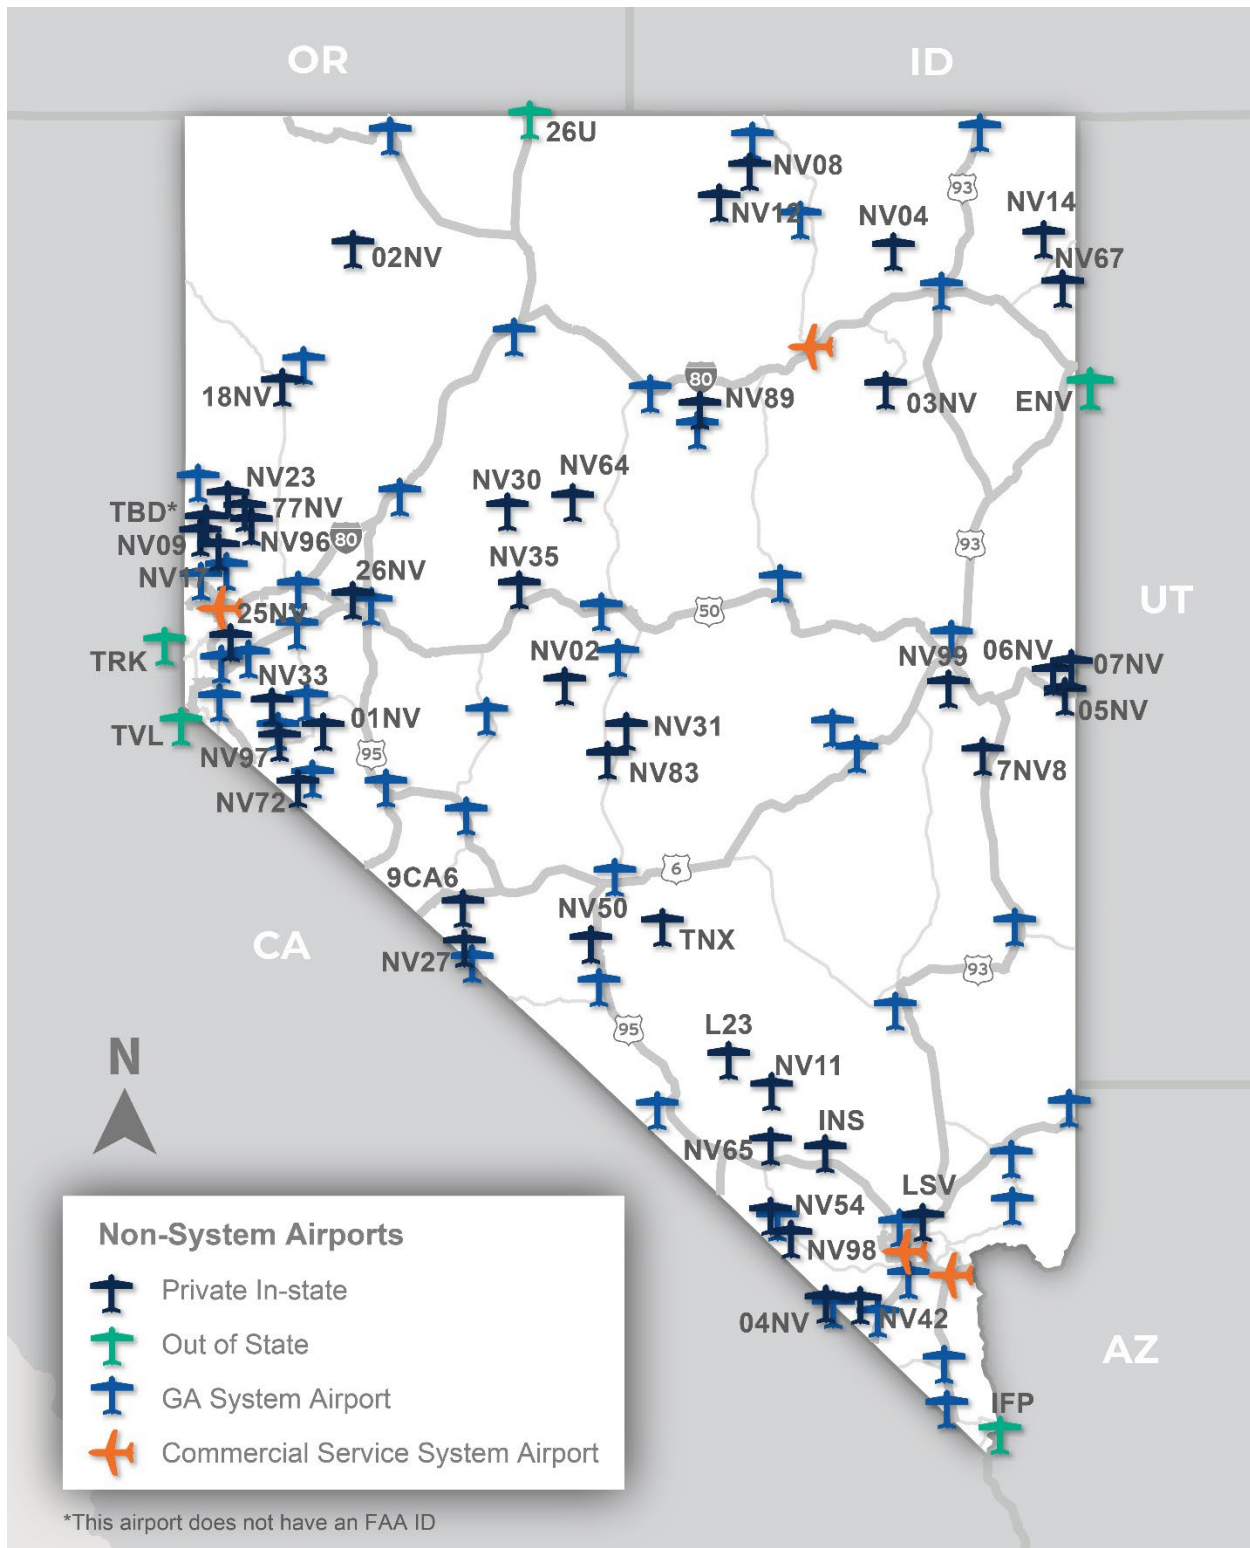 OR
ID
26U
NV08
93
NV12
NV04
NV14
02NV
NV67
18NV
80
NV89
03NV
ENV
NV23
NV30
NV64
TBD*
77NV
NV09
NV96
80
93
NV17
26NV
NV35
25NV
50
UT
TRK
NV33
NV02
NV99
06NV
07NV
05NV
TVL
01NV
NV97
95
NV31
NV83
7NV8
NV72
9CA6
6
NV50
CA
NV27
TNX
93
95
L23
N
NV11
INS
NV65
LSV
NV54
NV98
04NV
NV42
AZ
IFP
Non-System Airports
Private In-state
Out of State
GA System Airport
Commercial Service System Airport
*This airport does not have an FAA ID